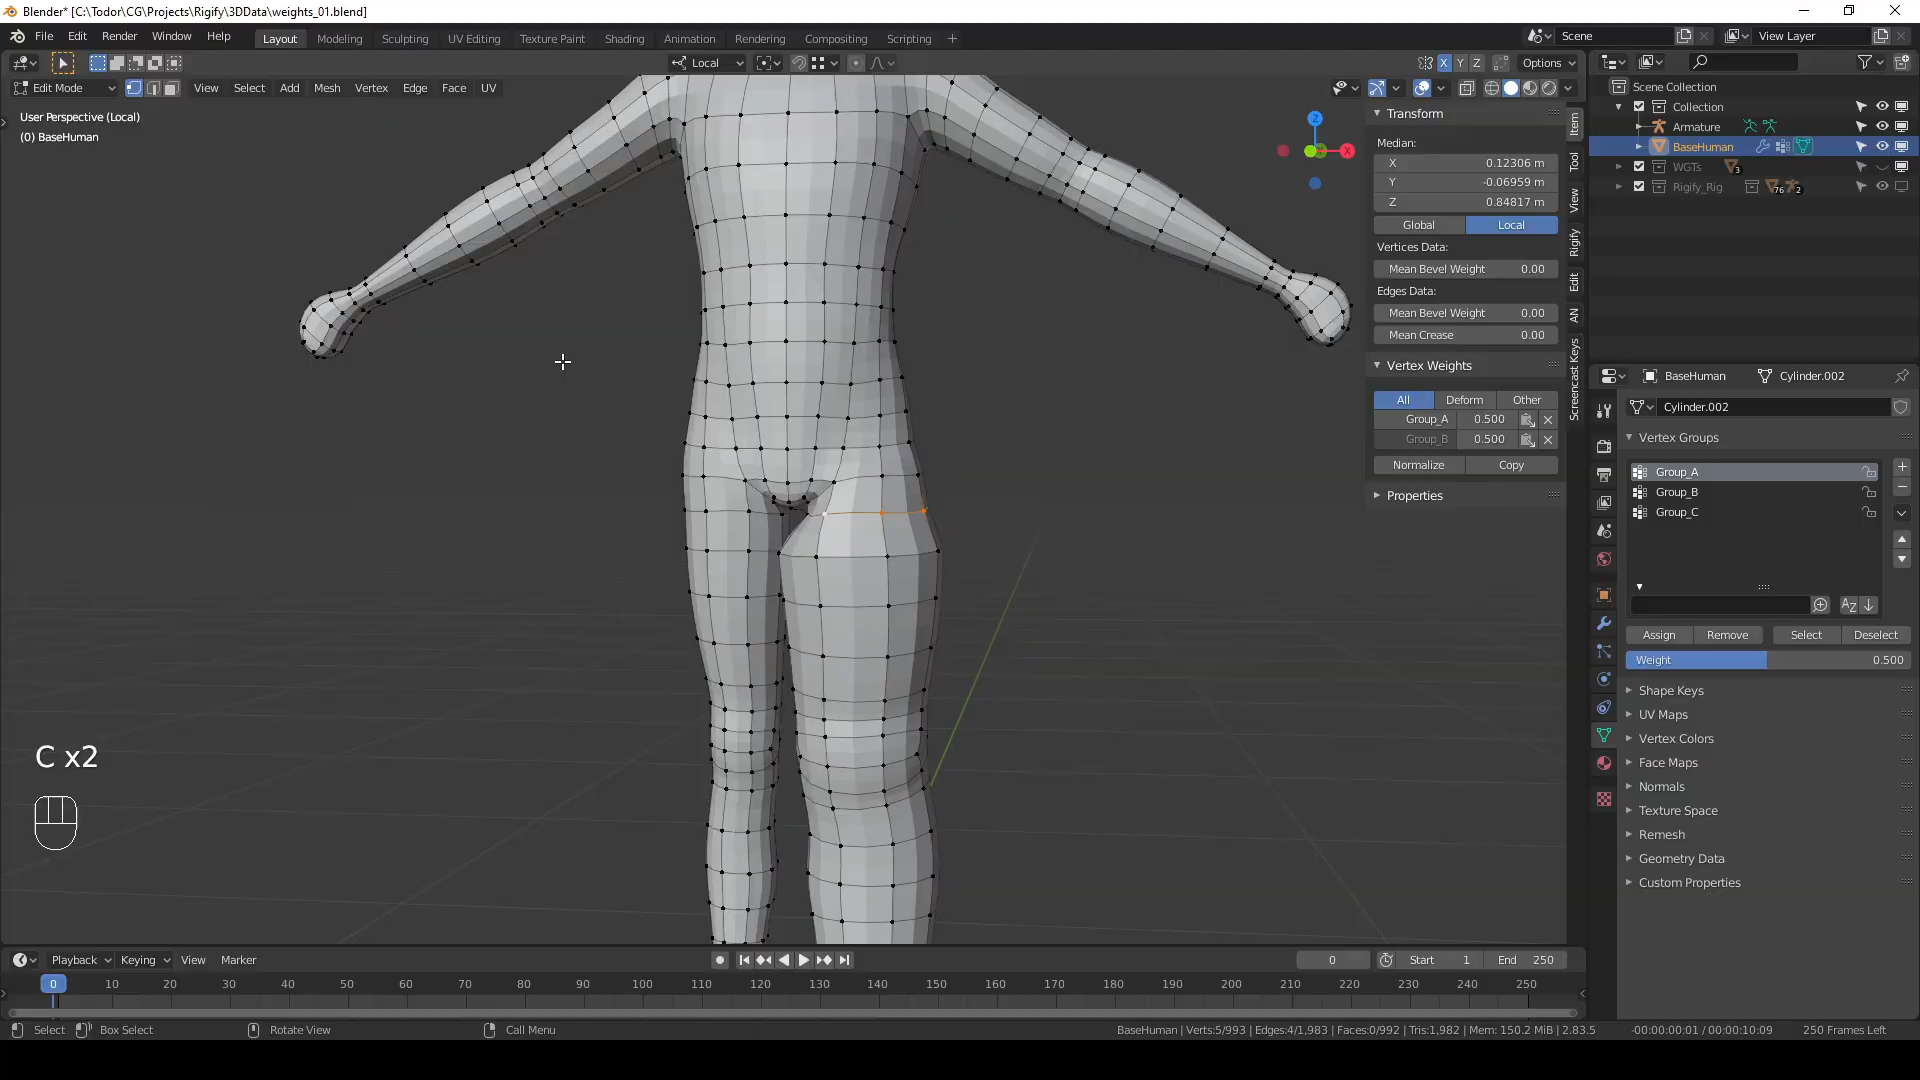 Blender* [C:\Todor\CG\Projects\Rigify\3DData\weights_01.blend]
File Edit Render Window Help Layout Modeling Sculpting UV Editing Texture Paint Shading Animation Rendering Compositing Scripting + Scene View Layer
Local X Y Z Options
Edit Mode View Select Add Mesh Vertex Edge Face UV
User Perspective (Local)
(0) BaseHuman
Z
X
Transform
Median:
X 0.12306 m
Y -0.06959 m
Z 0.84817 m
Global Local
Vertices Data:
Mean Bevel Weight 0.00
Edges Data:
Mean Bevel Weight 0.00
Mean Crease 0.00
Vertex Weights
All Deform Other
Group_A 0.500
Group_B 0.500
Normalize Copy
Properties
Item
Tool
View
Rigify
Edit
AN
Screencast Keys
Scene Collection
Collection
Armature
BaseHuman
WGTs 3
Rigify_Rig 76 2
BaseHuman Cylinder.002
Cylinder.002
Vertex Groups
Group_A
Group_B
Group_C
Assign Remove Select Deselect
Weight 0.500
Shape Keys
UV Maps
Vertex Colors
Face Maps
Normals
Texture Space
Remesh
Geometry Data
Custom Properties
C x2
Playback Keying View Marker 0 Start 1 End 250
0 10 20 30 40 50 60 70 80 90 100 110 120 130 140 150 160 170 180 190 200 210 220 230 240 250
Select Box Select Rotate View Call Menu BaseHuman | Verts:5/993 | Edges:4/1,983 | Faces:0/992 | Tris:1,982 | Mem: 150.2 MiB | 2.83.5 -00:00:00:01 / 00:00:10:09 250 Frames Left